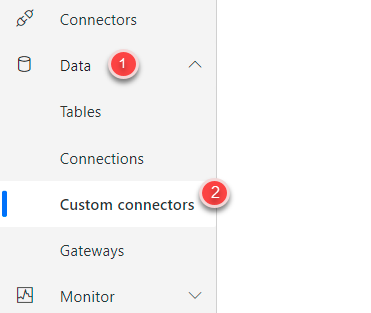 Connectors
Data 1
Tables
Connections
Custom connectors 2
Gateways
Monitor